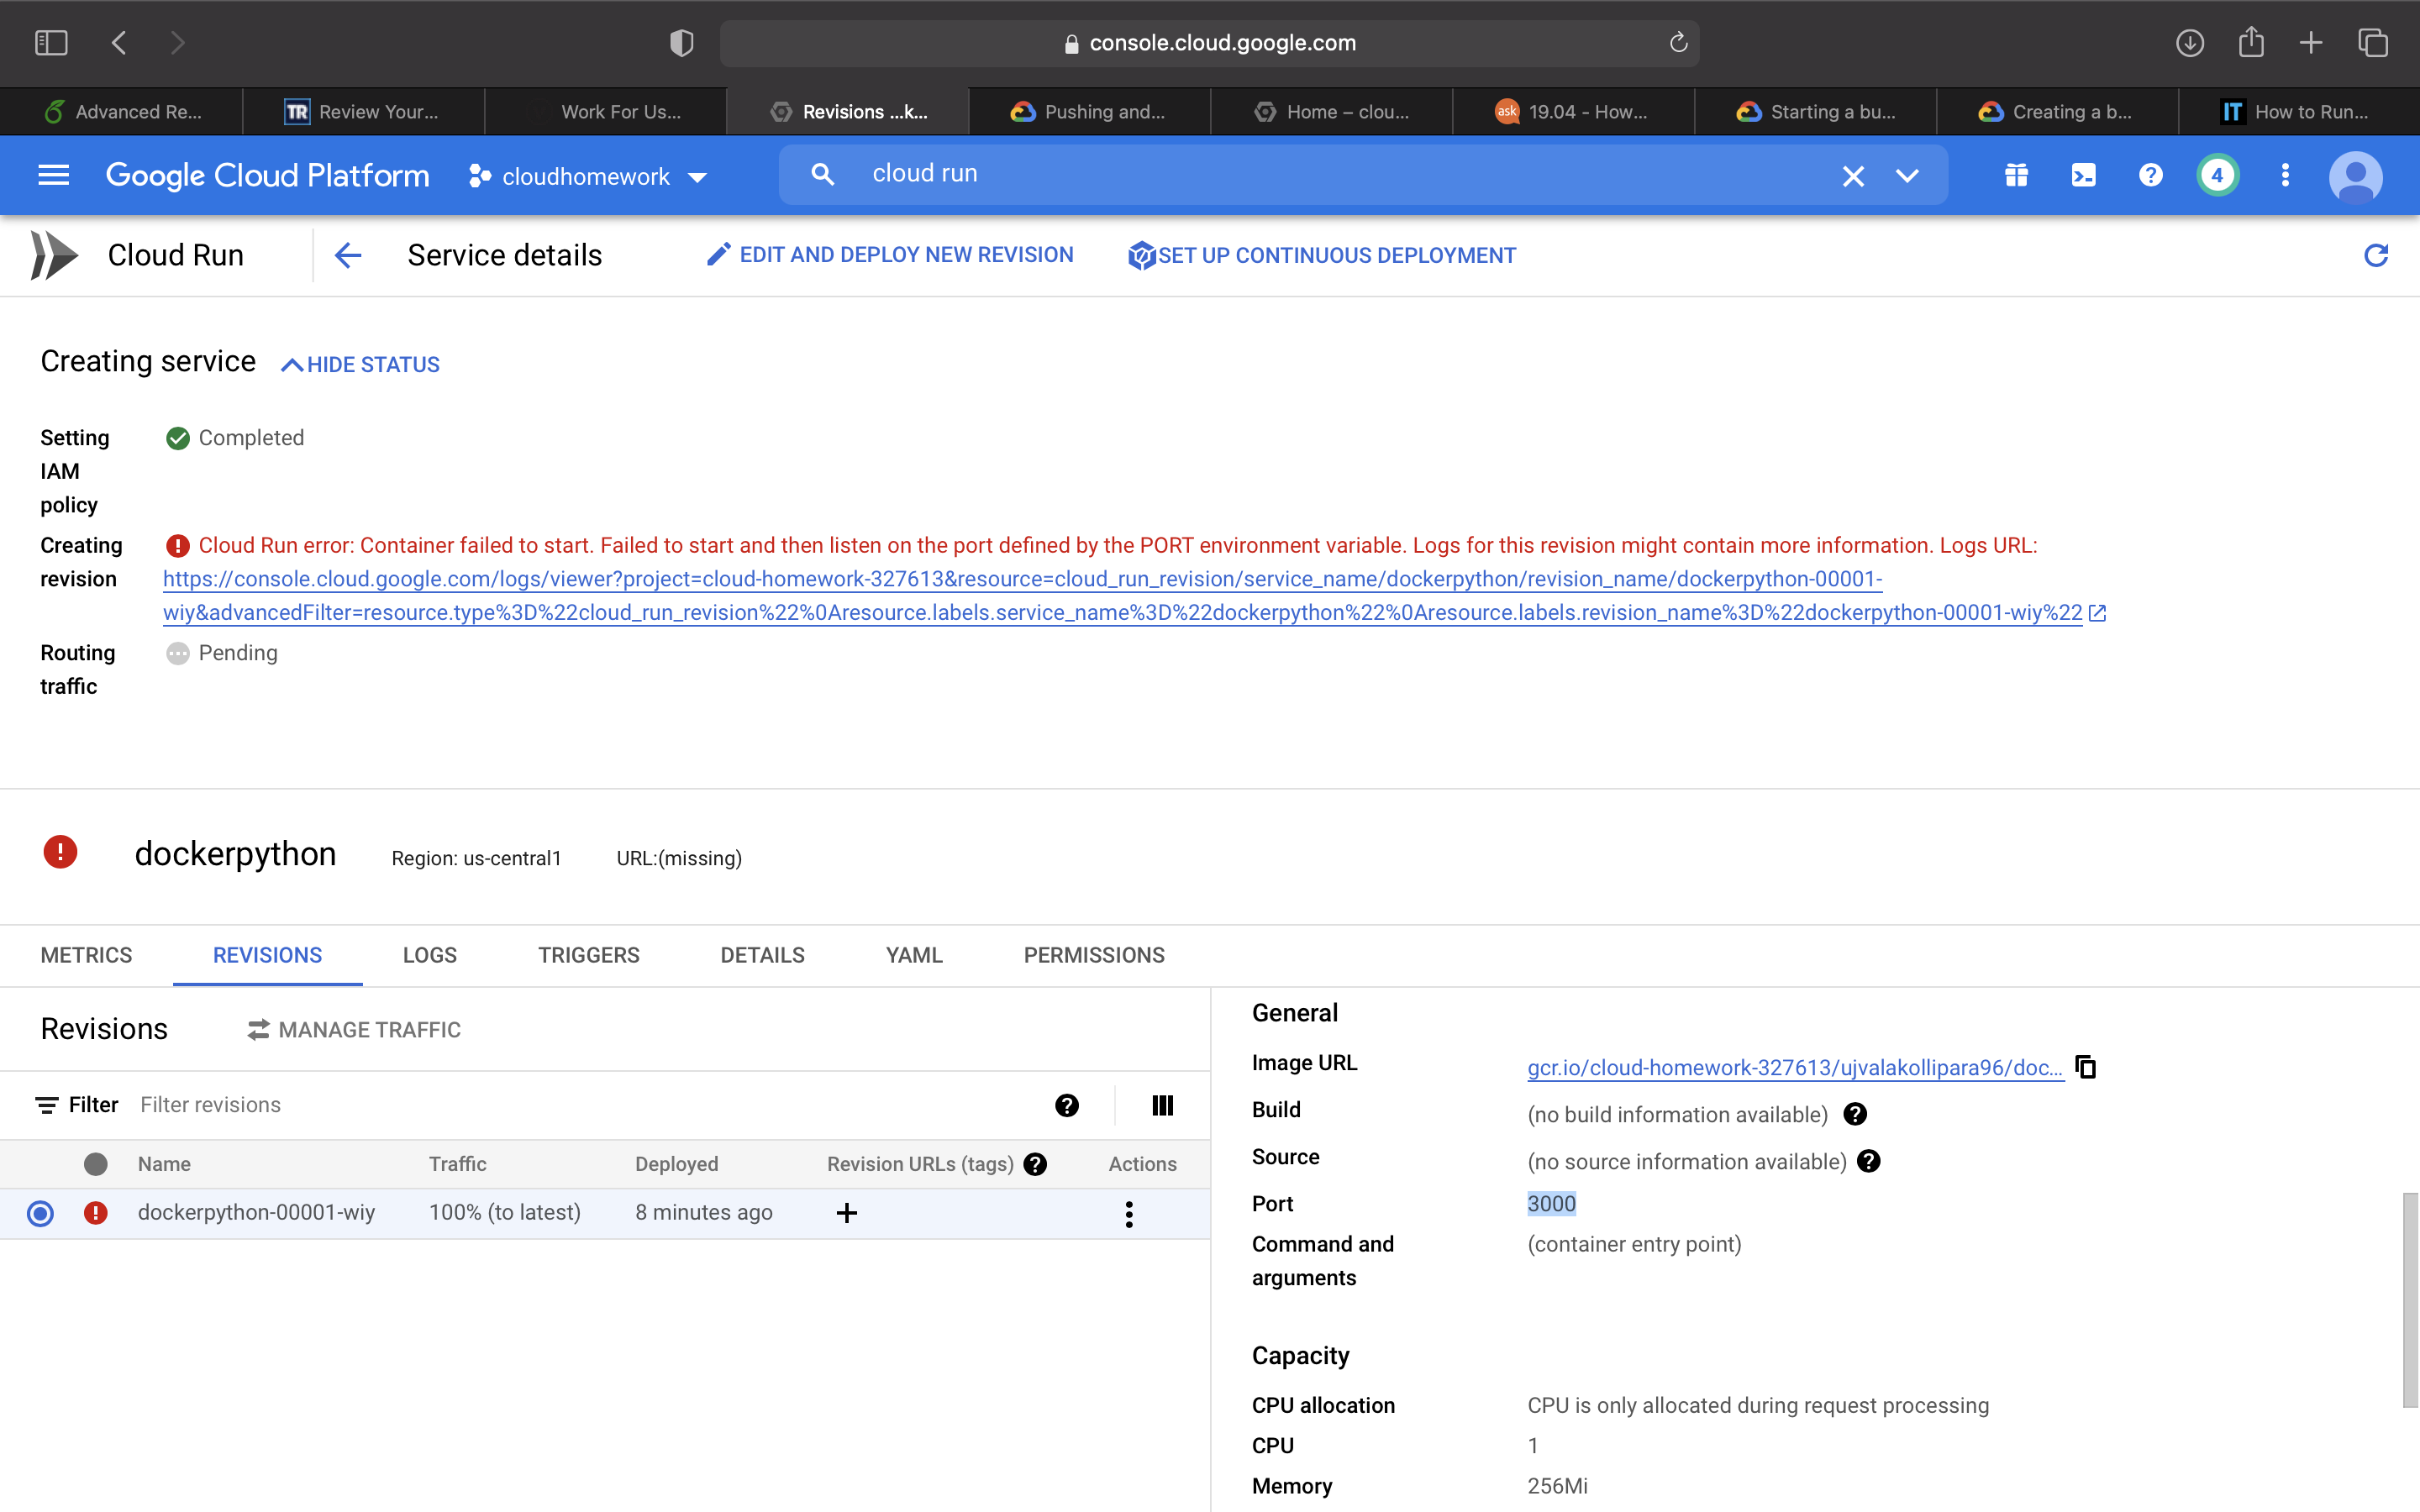 console.cloud.google.com
Advanced Re...
TR Review Your...
Work For Us...
Revisions ...k...
Pushing and...
Home – clou...
ask 19.04 - How...
Starting a bu...
Creating a b...
IT How to Run...
Google Cloud Platform
cloudhomework
cloud run
4
Cloud Run
Service details
EDIT AND DEPLOY NEW REVISION
SET UP CONTINUOUS DEPLOYMENT
Creating service
HIDE STATUS
Setting
IAM
policy
Completed
Creating
revision
Cloud Run error: Container failed to start. Failed to start and then listen on the port defined by the PORT environment variable. Logs for this revision might contain more information. Logs URL:
https://console.cloud.google.com/logs/viewer?project=cloud-homework-327613&resource=cloud_run_revision/service_name/dockerpython/revision_name/dockerpython-00001-
wiy&advancedFilter=resource.type%3D%22cloud_run_revision%22%0Aresource.labels.service_name%3D%22dockerpython%22%0Aresource.labels.revision_name%3D%22dockerpython-00001-wiy%22
Routing
traffic
Pending
dockerpython
Region: us-central1
URL:(missing)
METRICS
REVISIONS
LOGS
TRIGGERS
DETAILS
YAML
PERMISSIONS
Revisions
MANAGE TRAFFIC
Filter Filter revisions
Name Traffic Deployed Revision URLs (tags) Actions
dockerpython-00001-wiy 100% (to latest) 8 minutes ago
General
Image URL gcr.io/cloud-homework-327613/ujvalakollipara96/doc...
Build (no build information available)
Source (no source information available)
Port 3000
Command and
arguments
(container entry point)
Capacity
CPU allocation CPU is only allocated during request processing
CPU 1
Memory 256Mi